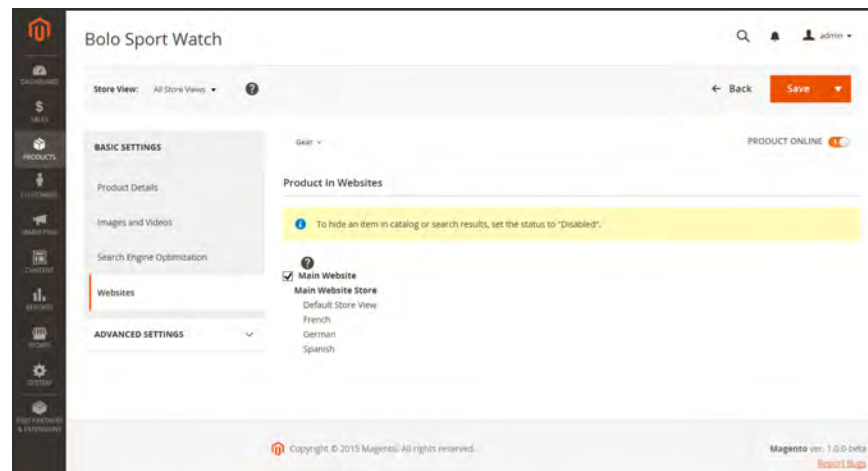 Bolo Sport Watch
admin
DASHBOARD
SALES
PRODUCTS
CUSTOMERS
MARKETING
CONTENT
REPORTS
STORES
SYSTEM
FIND PARTNERS
& EXTENSIONS
Store View: All Store Views
← Back
Save
BASIC SETTINGS
Product Details
Images and Videos
Search Engine Optimization
Websites
ADVANCED SETTINGS
Gear
PRODUCT ONLINE
Product In Websites
To hide an item in catalog or search results, set the status to "Disabled".
Main Website
Main Website Store
Default Store View
French
German
Spanish
Copyright © 2015 Magento. All rights reserved.
Magento ver. 1.0.0-beta
Report Bugs